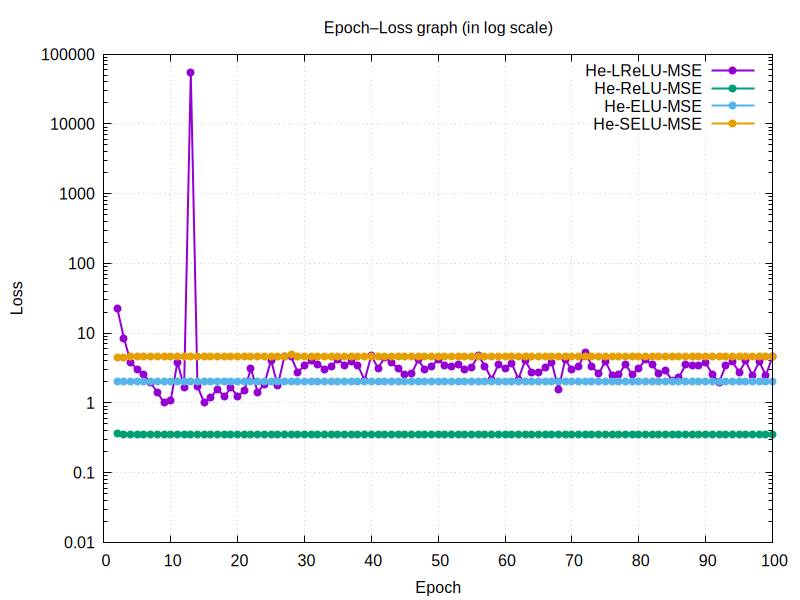 Epoch–Loss graph (in log scale)
100000
10000
1000
100
10
1
0.1
0.01
Loss
He-LReLU-MSE
He-ReLU-MSE
He-ELU-MSE
He-SELU-MSE
0 10 20 30 40 50 60 70 80 90 100
Epoch